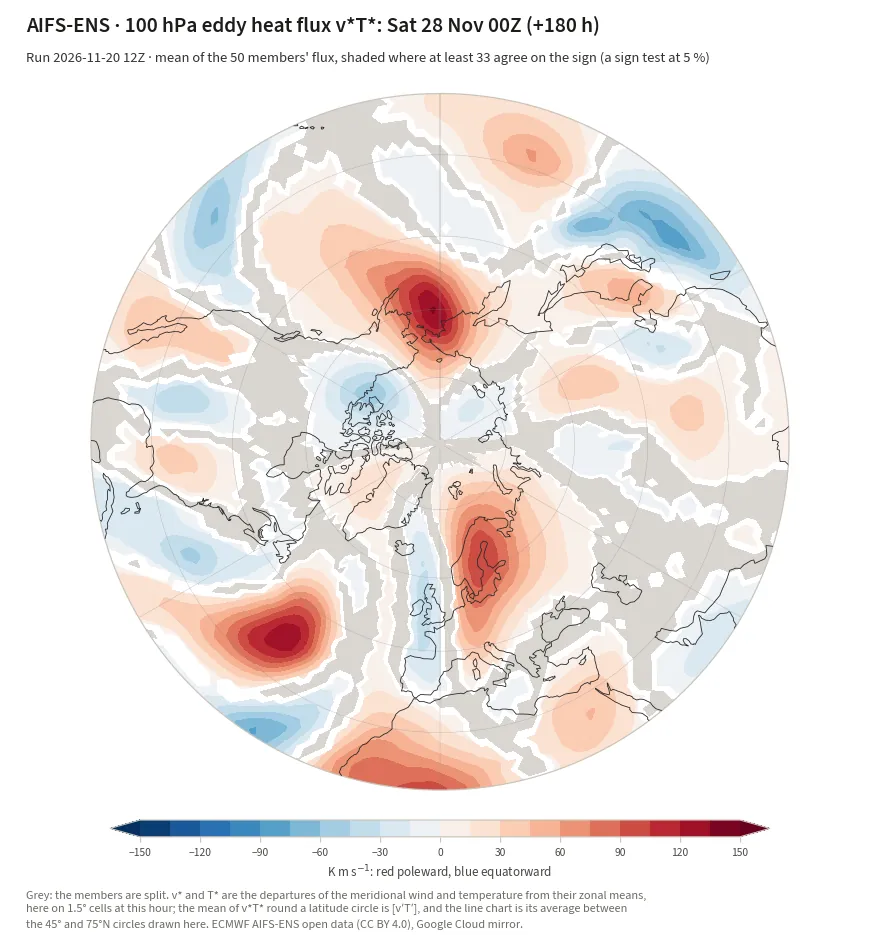 AIFS-ENS · 100 hPa eddy heat flux v*T*: Sat 28 Nov 00Z (+180 h)
Run 2026-11-20 12Z · mean of the 50 members' flux, shaded where at least 33 agree on the sign (a sign test at 5 %)
−150 −120 −90 −60 −30 0 30 60 90 120 150
K m s⁻¹: red poleward, blue equatorward
Grey: the members are split. v* and T* are the departures of the meridional wind and temperature from their zonal means,
here on 1.5° cells at this hour; the mean of v*T* round a latitude circle is [v'T'], and the line chart is its average between
the 45° and 75°N circles drawn here. ECMWF AIFS-ENS open data (CC BY 4.0), Google Cloud mirror.